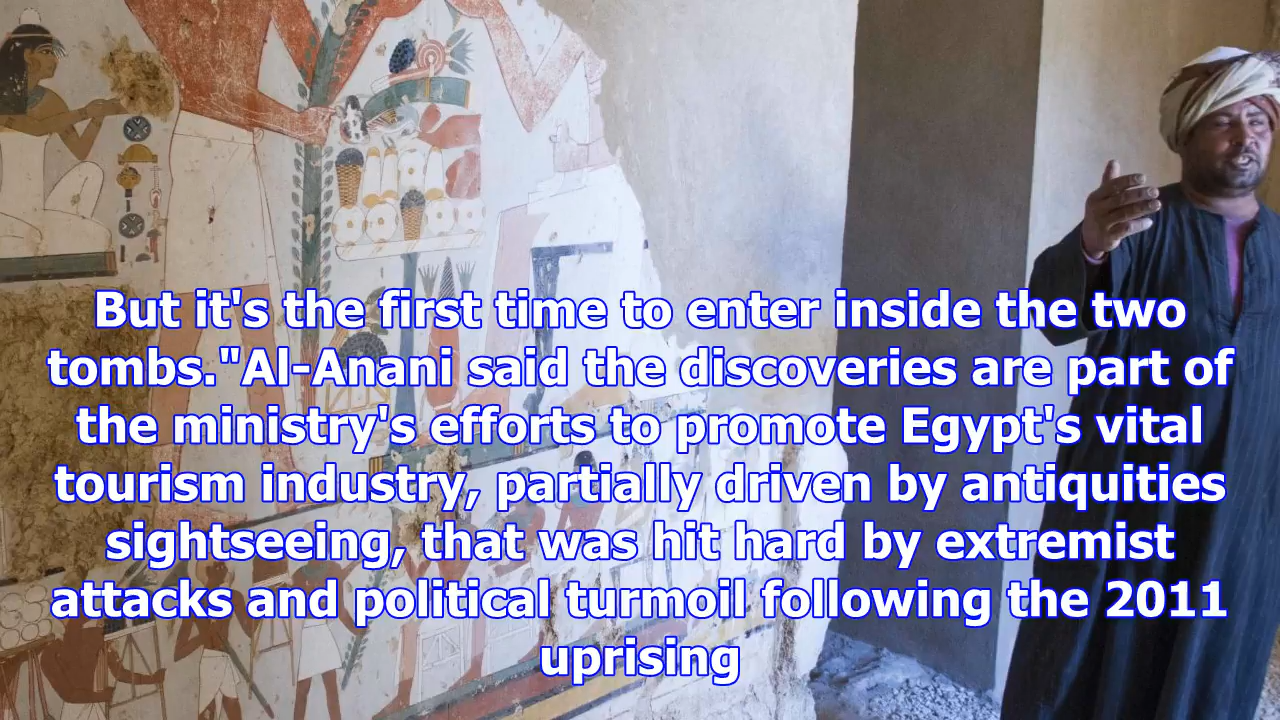 But it's the first time to enter inside the two
tombs."Al-Anani said the discoveries are part of
the ministry's efforts to promote Egypt's vital
tourism industry, partially driven by antiquities
sightseeing, that was hit hard by extremist
attacks and political turmoil following the 2011
uprising